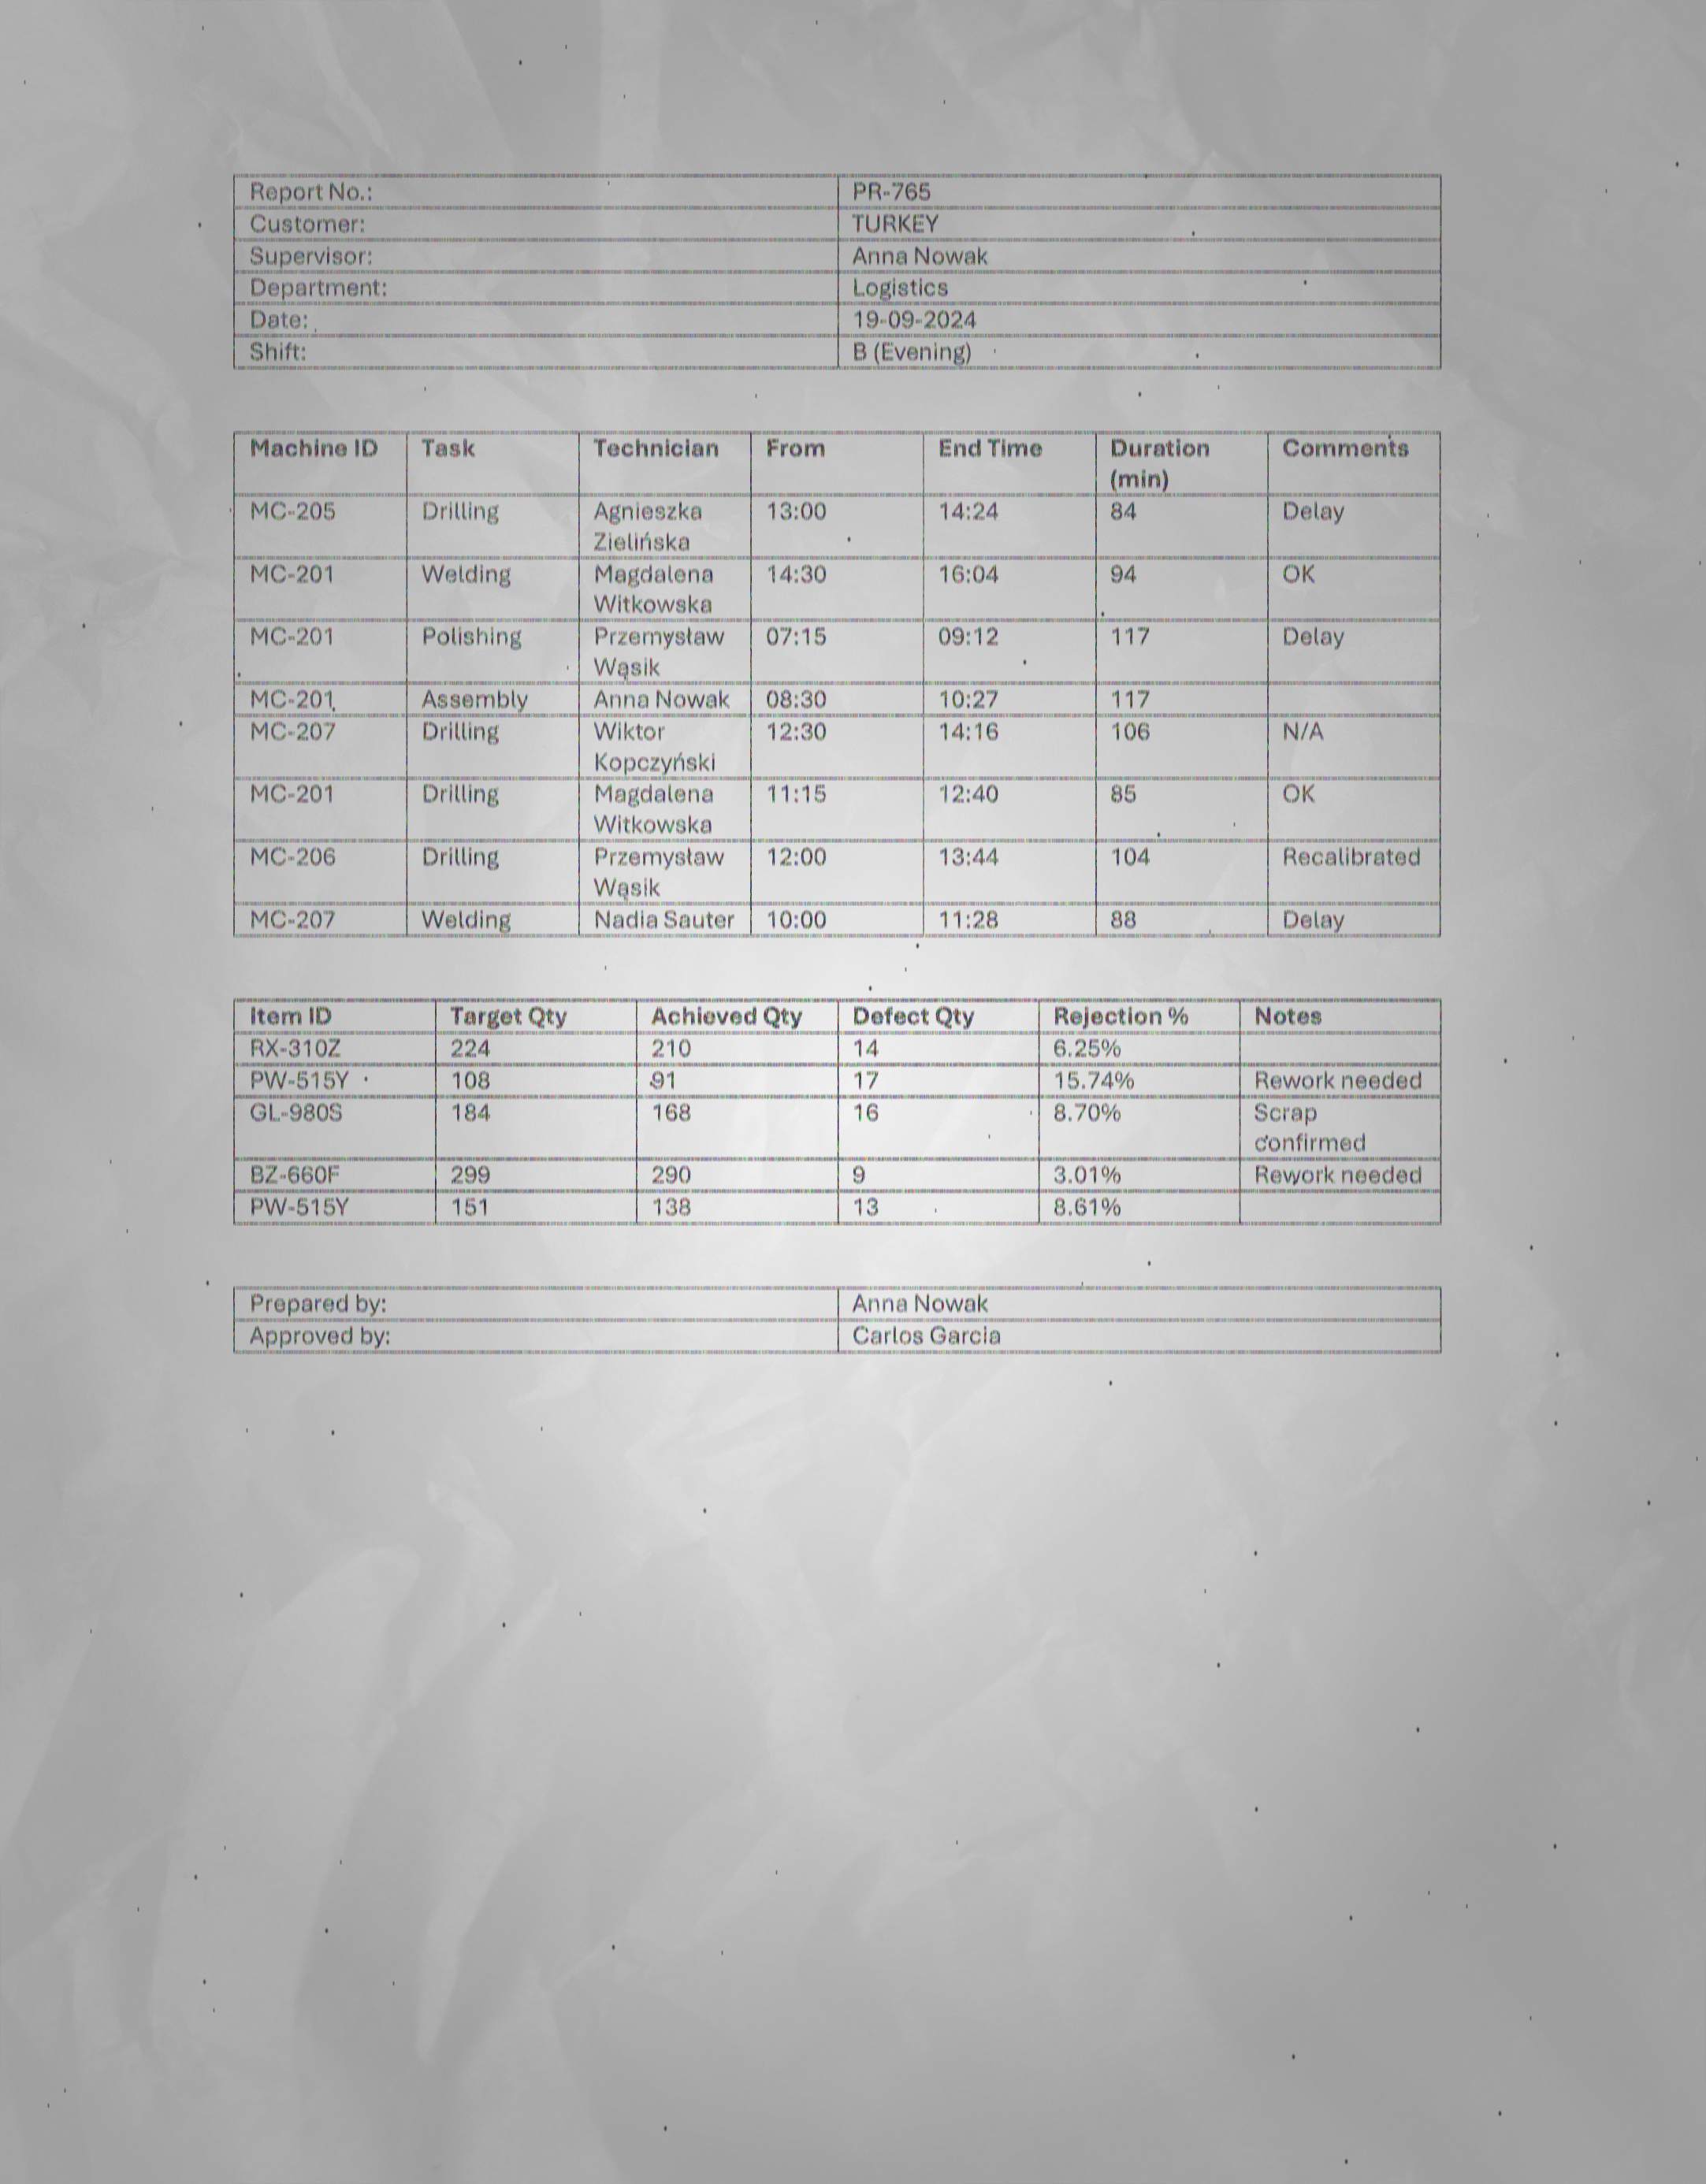 Report No.: PR-765
Customer: TURKEY
Supervisor: Anna Nowak
Department: Logistics
Date: 19-09-2024
Shift: B (Evening)
Machine ID Task Technician From End Time Duration (min) Comments
MC-205 Drilling Agnieszka Zielińska 13:00 14:24 84 Delay
MC-201 Welding Magdalena Witkowska 14:30 16:04 94 OK
MC-201 Polishing Przemysław Wąsik 07:15 09:12 117 Delay
MC-201 Assembly Anna Nowak 08:30 10:27 117
MC-207 Drilling Wiktor Kopczyński 12:30 14:16 106 N/A
MC-201 Drilling Magdalena Witkowska 11:15 12:40 85 OK
MC-206 Drilling Przemysław Wąsik 12:00 13:44 104 Recalibrated
MC-207 Welding Nadia Sauter 10:00 11:28 88 Delay
Item ID Target Qty Achieved Qty Defect Qty Rejection % Notes
RX-310Z 224 210 14 6.25%
PW-515Y 108 91 17 15.74% Rework needed
GL-980S 184 168 16 8.70% Scrap confirmed
BZ-660F 299 290 9 3.01% Rework needed
PW-515Y 151 138 13 8.61%
Prepared by: Anna Nowak
Approved by: Carlos Garcia